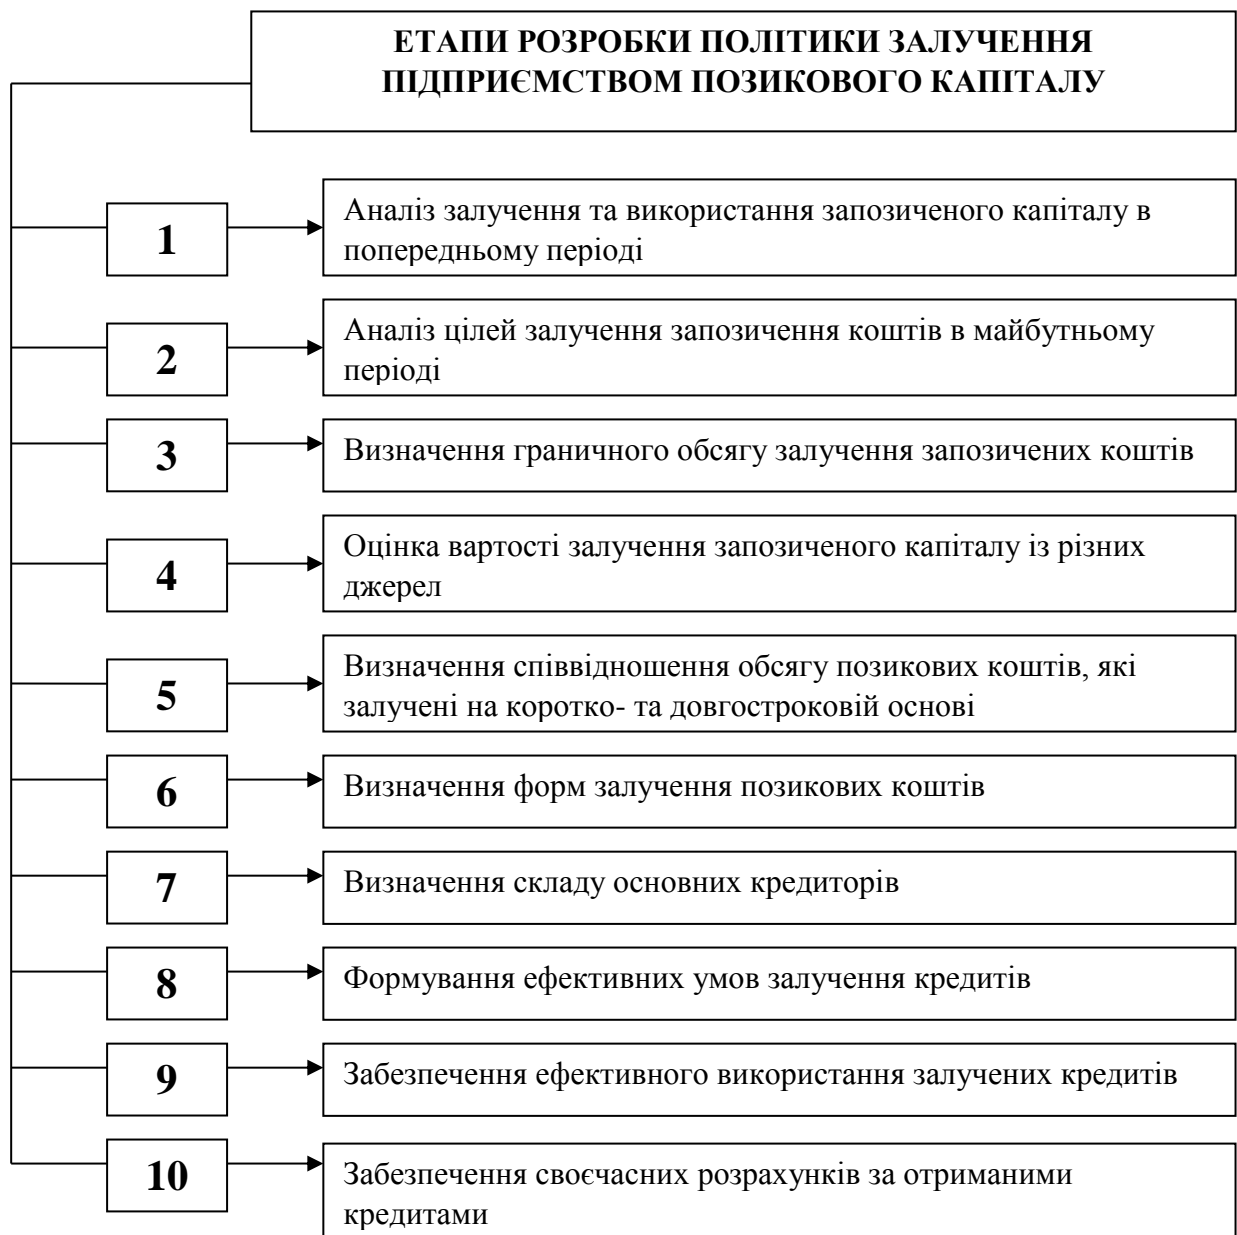 ЕТАПИ РОЗРОБКИ ПОЛІТИКИ ЗАЛУЧЕННЯ
ПІДПРИЄМСТВОМ ПОЗИКОВОГО КАПІТАЛУ
1
Аналіз залучення та використання запозиченого капіталу в
попередньому періоді
2
Аналіз цілей залучення запозичення коштів в майбутньому
періоді
3
Визначення граничного обсягу залучення запозичених коштів
4
Оцінка вартості залучення запозиченого капіталу із різних
джерел
5
Визначення співвідношення обсягу позикових коштів, які
залучені на коротко- та довгостроковій основі
6
Визначення форм залучення позикових коштів
7
Визначення складу основних кредиторів
8
Формування ефективних умов залучення кредитів
9
Забезпечення ефективного використання залучених кредитів
10
Забезпечення своєчасних розрахунків за отриманими
кредитами